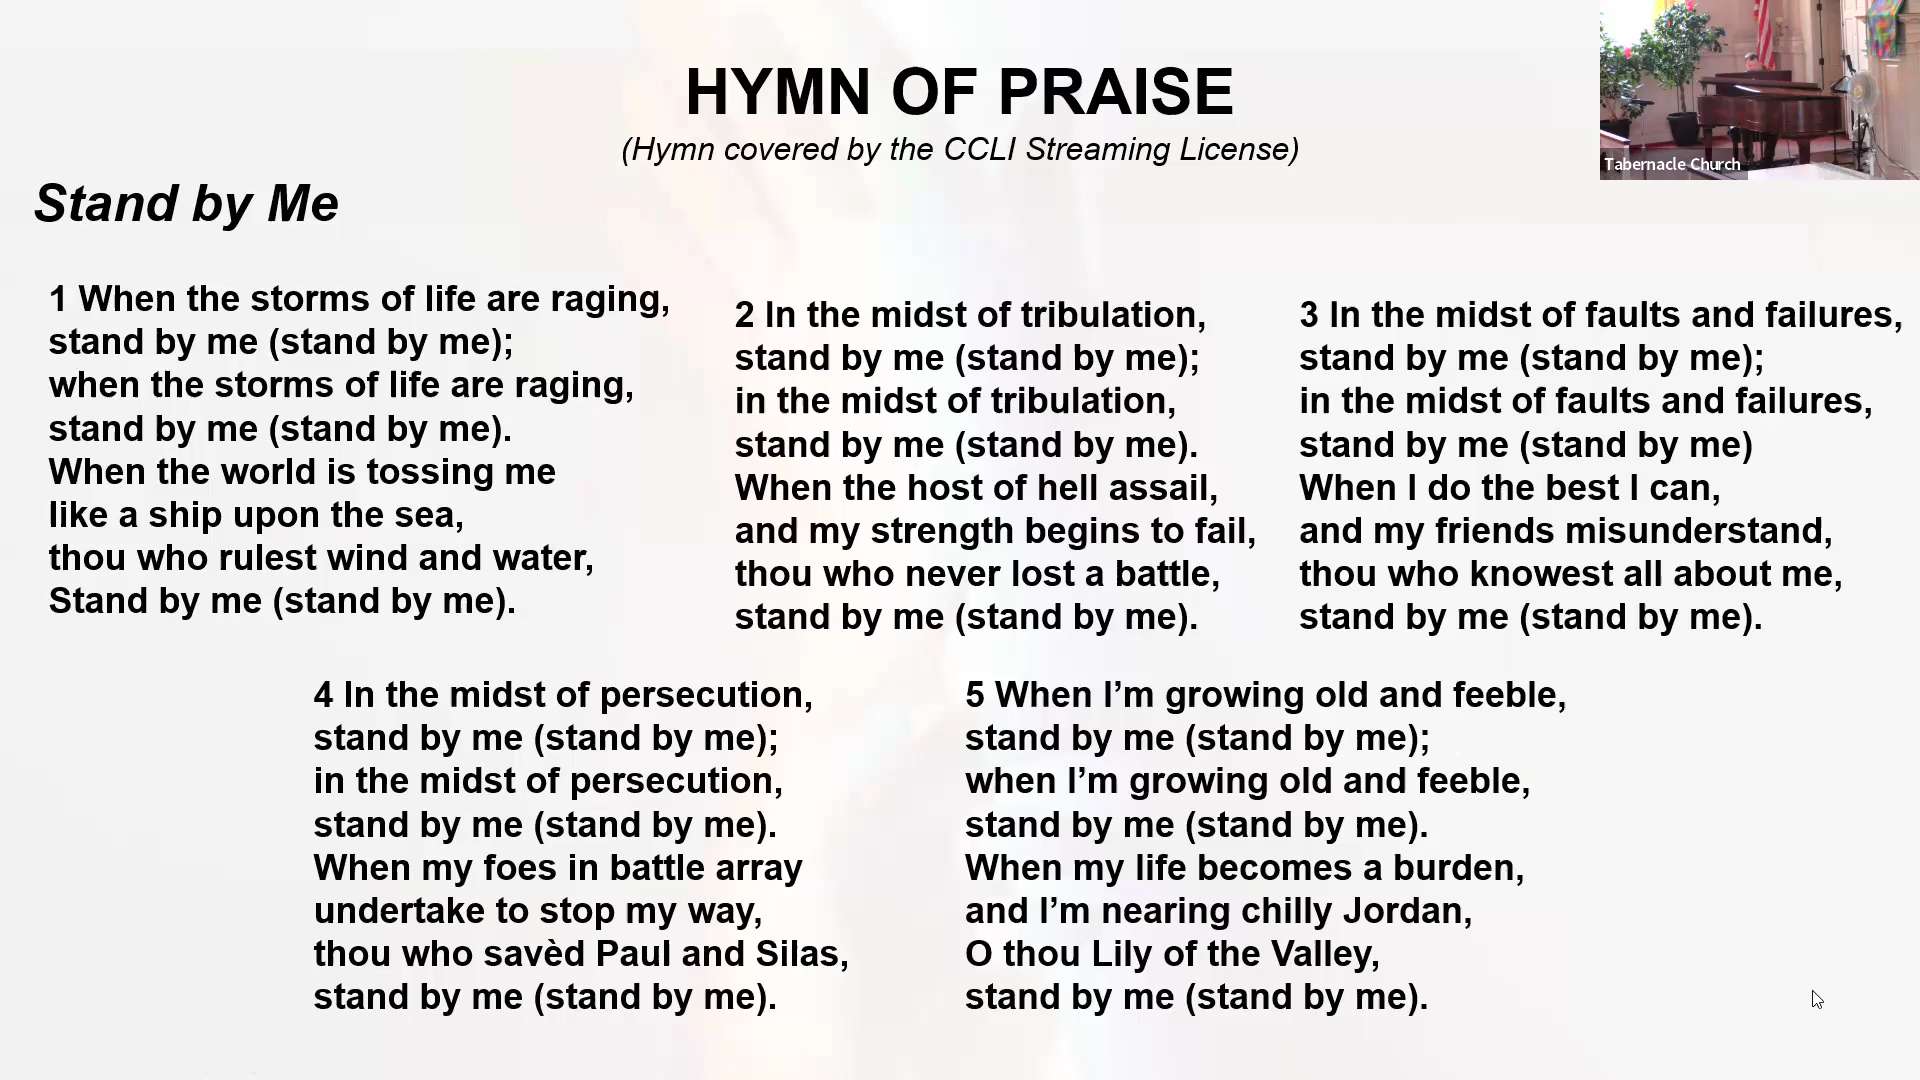 HYMN OF PRAISE
(Hymn covered by the CCLI Streaming License)
Tabernacle Church
Stand by Me
1 When the storms of life are raging,
stand by me (stand by me);
when the storms of life are raging,
stand by me (stand by me).
When the world is tossing me
like a ship upon the sea,
thou who rulest wind and water,
Stand by me (stand by me).
2 In the midst of tribulation,
stand by me (stand by me);
in the midst of tribulation,
stand by me (stand by me).
When the host of hell assail,
and my strength begins to fail,
thou who never lost a battle,
stand by me (stand by me).
3 In the midst of faults and failures,
stand by me (stand by me);
in the midst of faults and failures,
stand by me (stand by me)
When I do the best I can,
and my friends misunderstand,
thou who knowest all about me,
stand by me (stand by me).
4 In the midst of persecution,
stand by me (stand by me);
in the midst of persecution,
stand by me (stand by me).
When my foes in battle array
undertake to stop my way,
thou who savèd Paul and Silas,
stand by me (stand by me).
5 When I’m growing old and feeble,
stand by me (stand by me);
when I’m growing old and feeble,
stand by me (stand by me).
When my life becomes a burden,
and I’m nearing chilly Jordan,
O thou Lily of the Valley,
stand by me (stand by me).